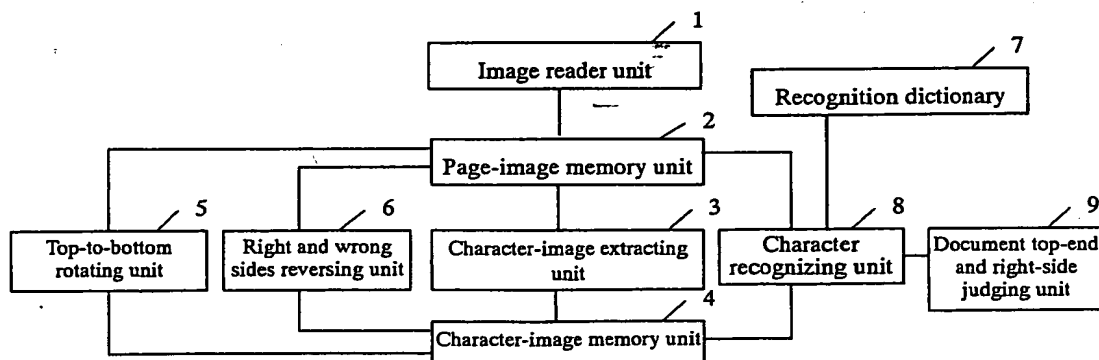 1
Image reader unit
7
Recognition dictionary
2
Page-image memory unit
5
Top-to-bottom
rotating unit
6
Right and wrong
sides reversing unit
3
Character-image extracting
unit
8
Character
recognizing unit
9
Document top-end
and right-side
judging unit
4
Character-image memory unit